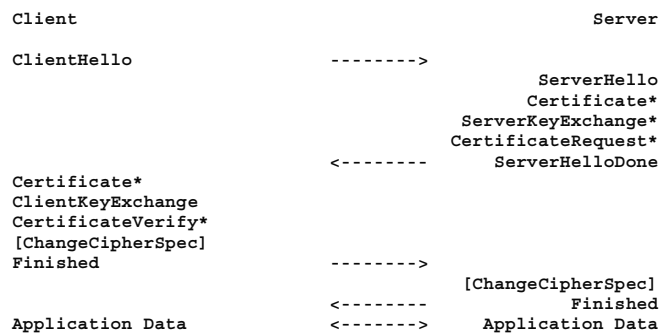 Client                                               Server

ClientHello                  -------->
                                                ServerHello
                                               Certificate*
                                         ServerKeyExchange*
                                        CertificateRequest*
                             <--------      ServerHelloDone
Certificate*
ClientKeyExchange
CertificateVerify*
[ChangeCipherSpec]
Finished                     -------->
                                         [ChangeCipherSpec]
                             <--------             Finished
Application Data             <------->     Application Data